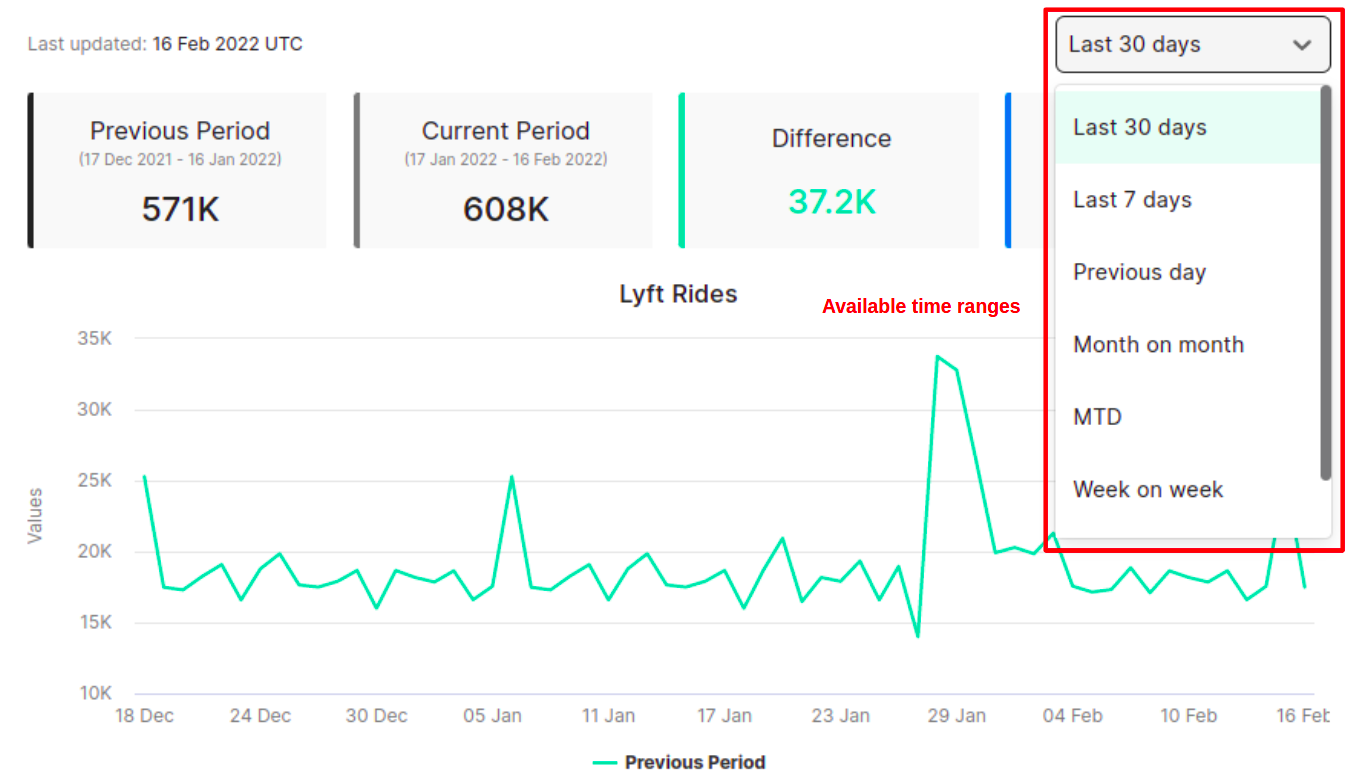 Last updated: 16 Feb 2022 UTC
Last 30 days
Previous Period
(17 Dec 2021 - 16 Jan 2022)
571K
Current Period
(17 Jan 2022 - 16 Feb 2022)
608K
Difference
37.2K
Last 30 days
Last 7 days
Previous day
Month on month
MTD
Week on week
Lyft Rides
Available time ranges
Values
35K
30K
25K
20K
15K
10K
18 Dec 24 Dec 30 Dec 05 Jan 11 Jan 17 Jan 23 Jan 29 Jan 04 Feb 10 Feb 16 Feb
Previous Period